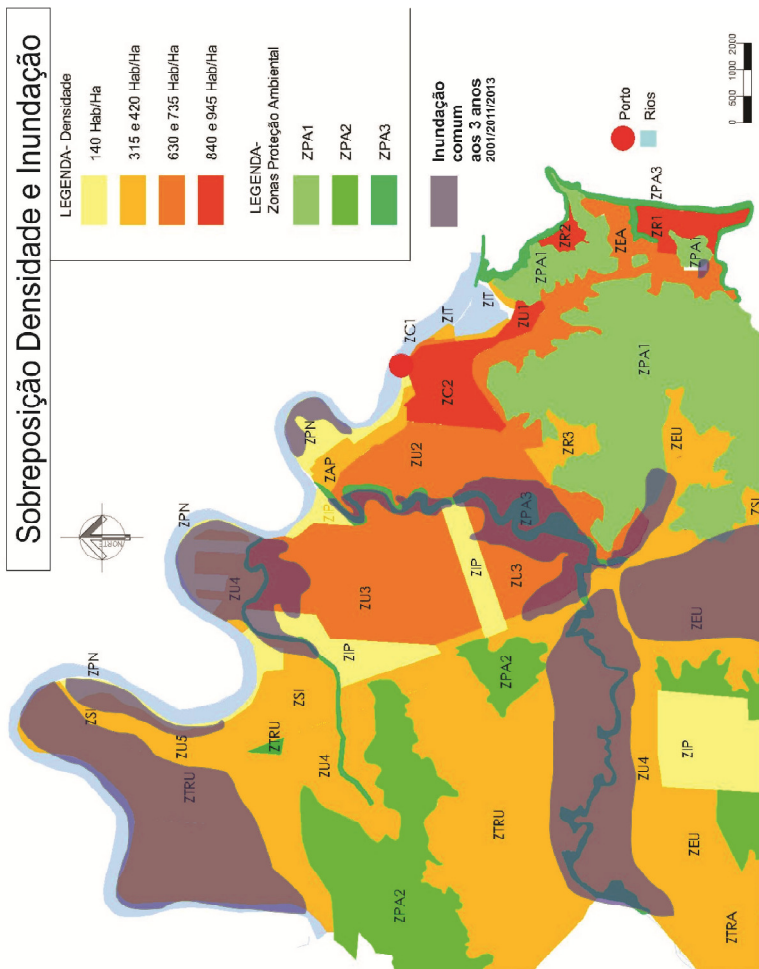 Sobreposição Densidade e Inundação
LEGENDA- Densidade
140 Hab/Ha
315 e 420 Hab/Ha
630 e 735 Hab/Ha
840 e 945 Hab/Ha
LEGENDA-
Zonas Proteção Ambiental
ZPA1
ZPA2
ZPA3
Inundação
comum
aos 3 anos
2001/2011/2013
Porto
Rios
0 500 1000 2000
NORTE
ZSI
ZPN
ZPN
ZU5
ZTRU
ZU4
ZTRU
ZSI
ZPN
ZU4
ZIP
ZAP
ZIP
ZU3
ZPA2
ZU2
ZC1
ZC2
ZIT
ZIP
ZIT
ZTRU
ZPA2
ZU3
ZPA3
ZU1
ZPA1
ZR3
ZR2
ZEA
ZU4
ZPA1
ZPA3
ZEU
ZIP
ZEU
ZEU
ZPA1
ZTRA
ZR1
ZSI